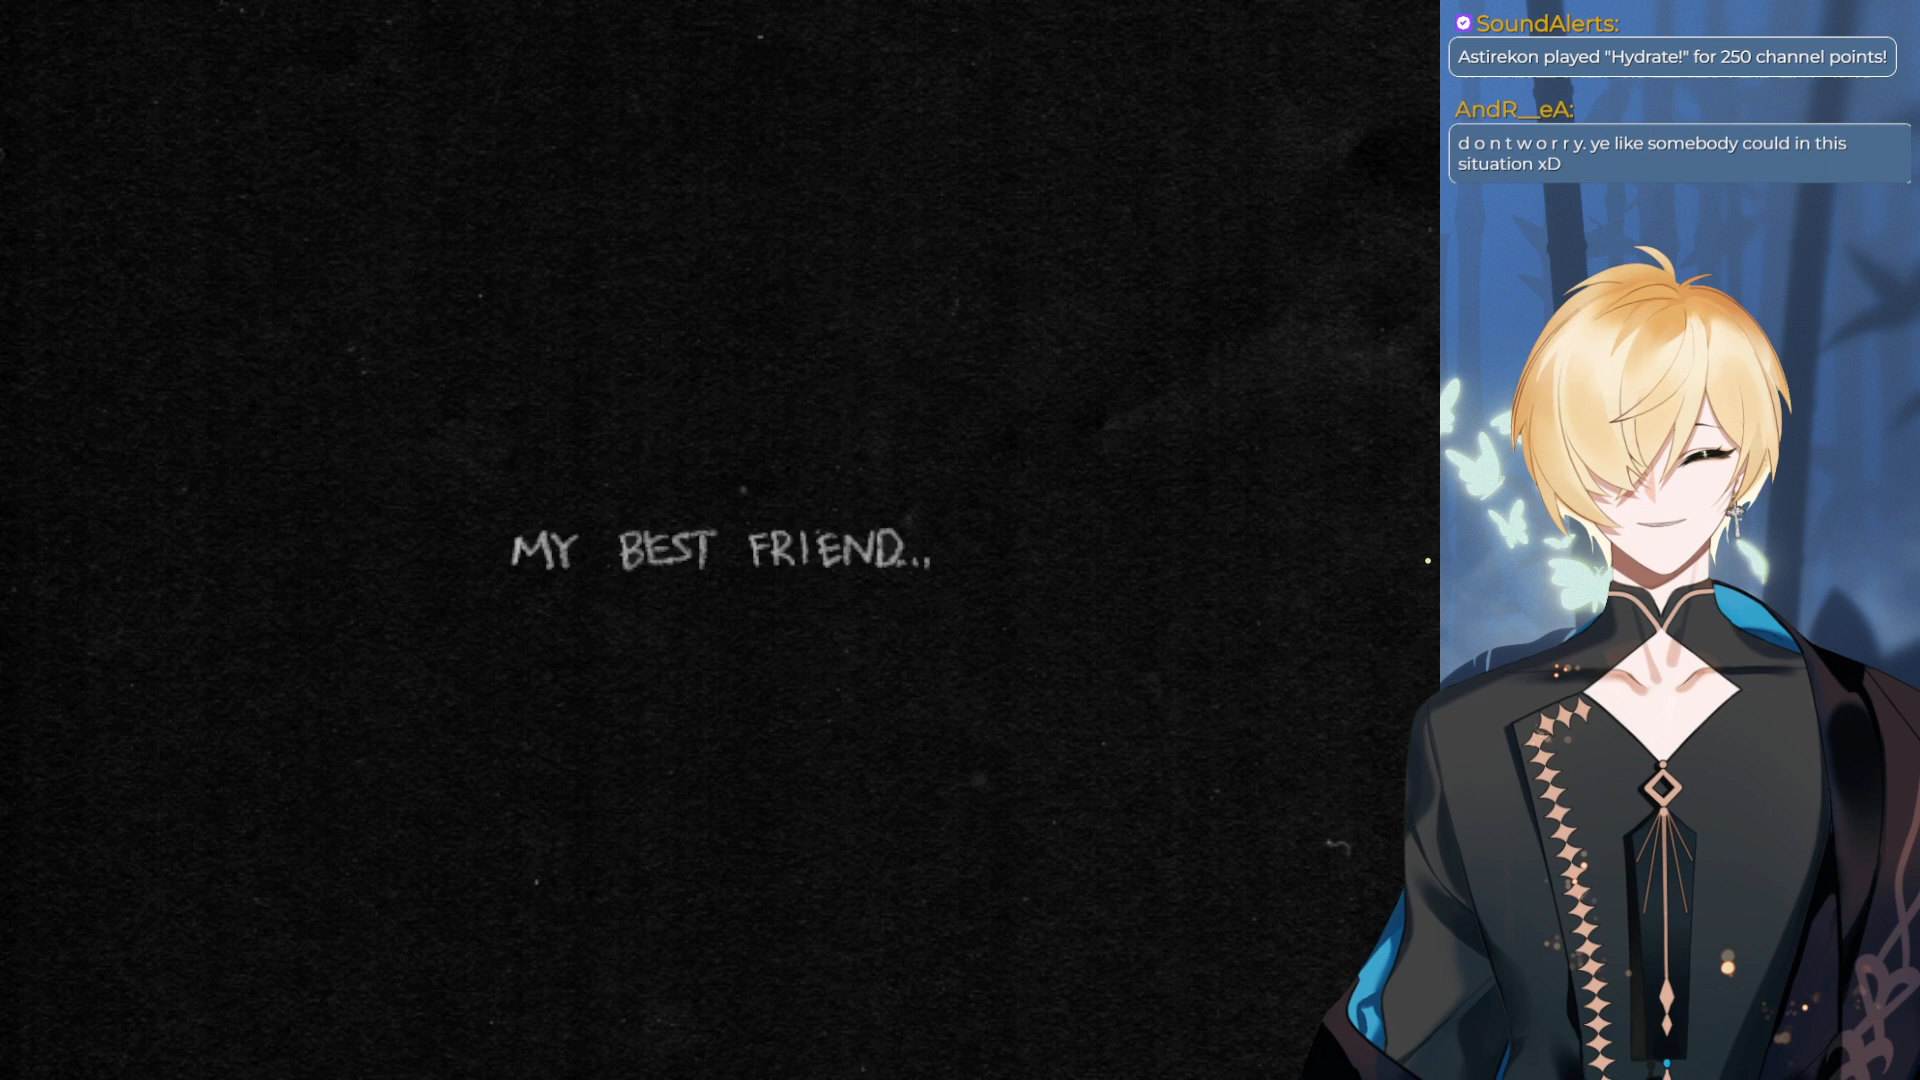 MY BEST FRIEND...
SoundAlerts:
Astirekon played "Hydrate!" for 250 channel points!
AndR__eA:
d o n t w o r r y. ye like somebody could in this
situation xD